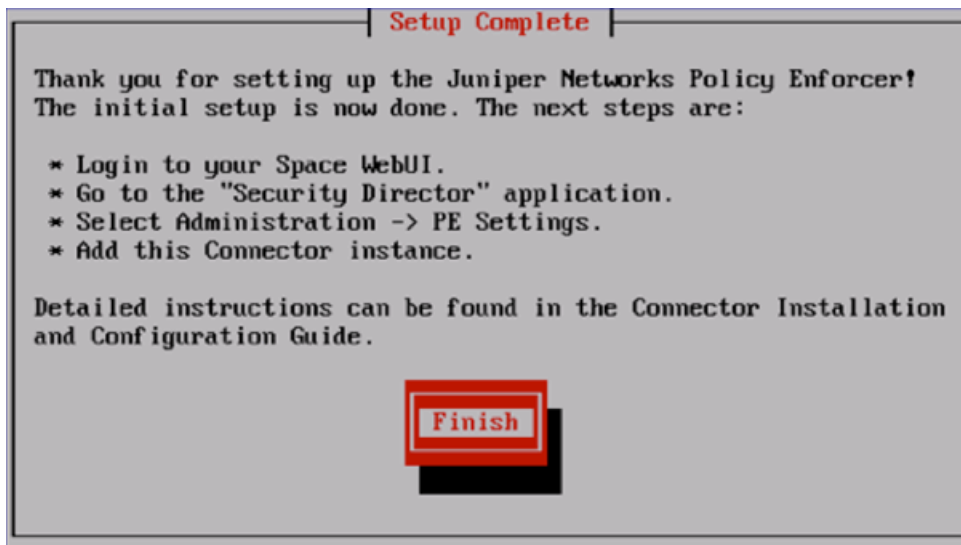 Setup Complete
Thank you for setting up the Juniper Networks Policy Enforcer!
The initial setup is now done. The next steps are:
* Login to your Space WebUI.
* Go to the "Security Director" application.
* Select Administration -> PE Settings.
* Add this Connector instance.
Detailed instructions can be found in the Connector Installation
and Configuration Guide.
Finish